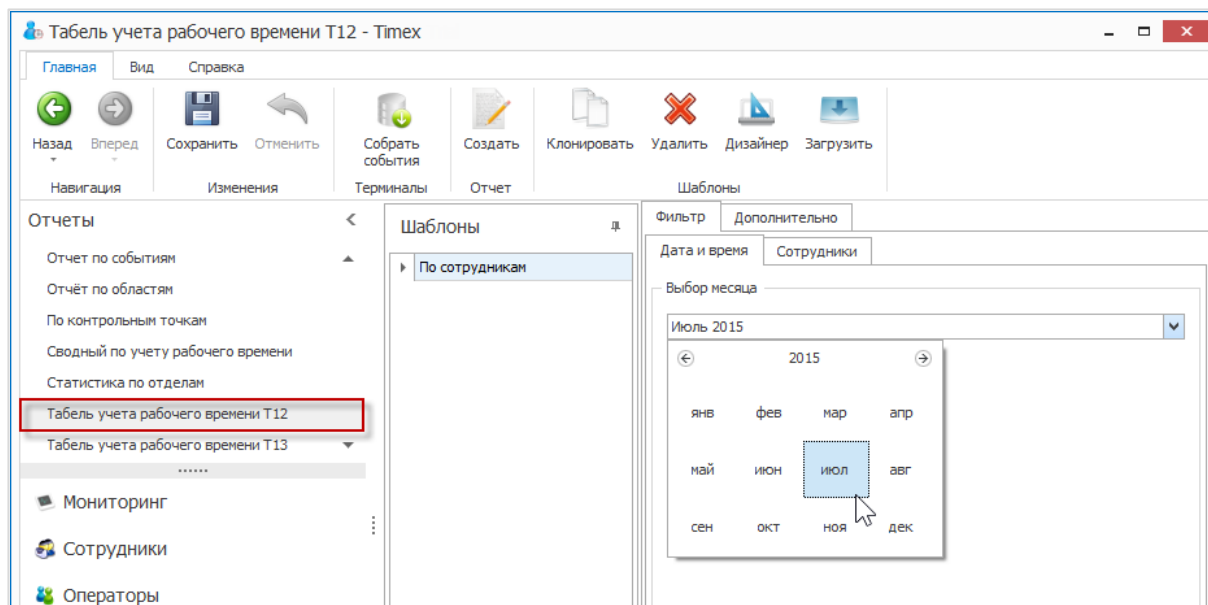 Табель учета рабочего времени Т12 - Timex
Главная Вид Справка
Назад Вперед Сохранить Отменить Собрать события Создать Клонировать Удалить Дизайнер Загрузить
Навигация Изменения Терминалы Отчет Шаблоны
Отчеты
Отчет по событиям
Отчёт по областям
По контрольным точкам
Сводный по учету рабочего времени
Статистика по отделам
Табель учета рабочего времени Т12
Табель учета рабочего времени Т13
Мониторинг
Сотрудники
Операторы
Шаблоны
По сотрудникам
Фильтр Дополнительно
Дата и время Сотрудники
Выбор месяца
Июль 2015
2015
янв фев мар апр
май июн июл авг
сен окт ноя дек